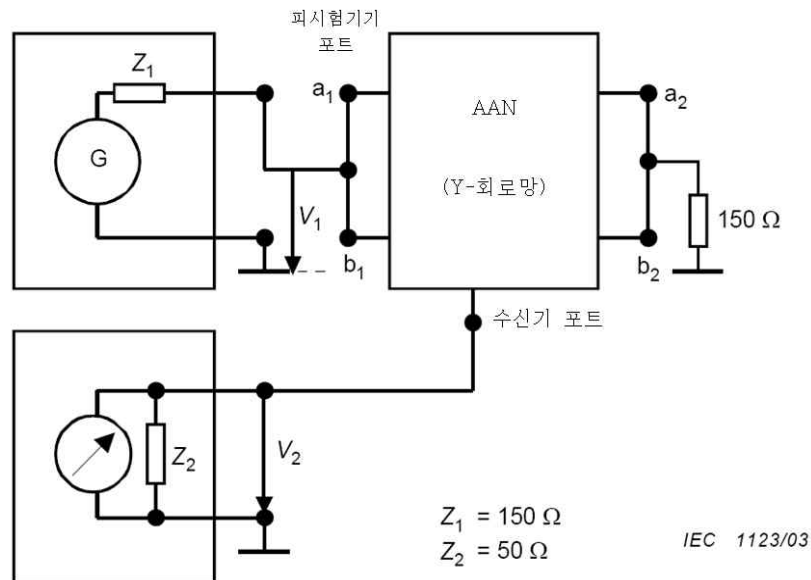 피시험기기
포트
Z1
G
V1
a1
b1
AAN
(Y-회로망)
a2
b2
150 Ω
수신기 포트
Z2
V2
Z1 = 150 Ω
Z2 = 50 Ω
IEC 1123/03